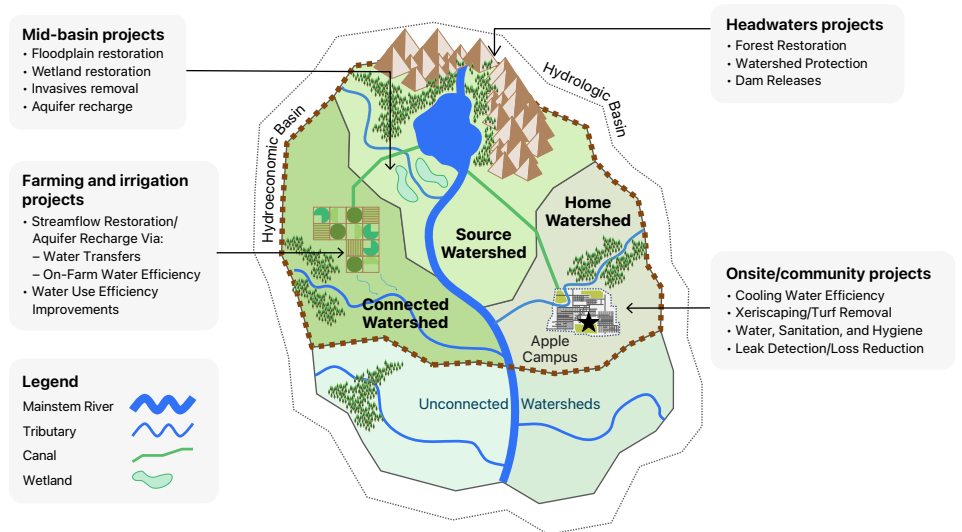 Mid-basin projects
• Floodplain restoration
• Wetland restoration
• Invasives removal
• Aquifer recharge
Headwaters projects
• Forest Restoration
• Watershed Protection
• Dam Releases
Hydrologic Basin
Hydroeconomic Basin
Farming and irrigation
projects
• Streamflow Restoration/
Aquifer Recharge Via:
– Water Transfers
– On-Farm Water Efficiency
• Water Use Efficiency
Improvements
Home
Watershed
Source
Watershed
Connected
Watershed
Apple
Campus
Onsite/community projects
• Cooling Water Efficiency
• Xeriscaping/Turf Removal
• Water, Sanitation, and Hygiene
• Leak Detection/Loss Reduction
Unconnected Watersheds
Legend
Mainstem River
Tributary
Canal
Wetland